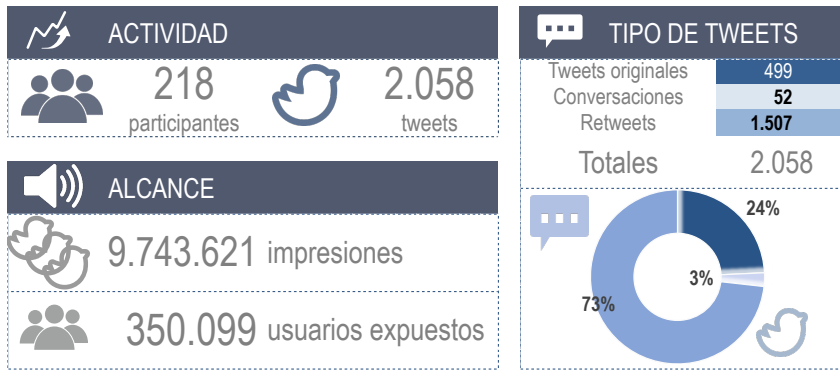 ACTIVIDAD
218
participantes
2.058
tweets
ALCANCE
9.743.621 impresiones
350.099 usuarios expuestos
TIPO DE TWEETS
Tweets originales 499
Conversaciones 52
Retweets 1.507
Totales 2.058
24%
3%
73%